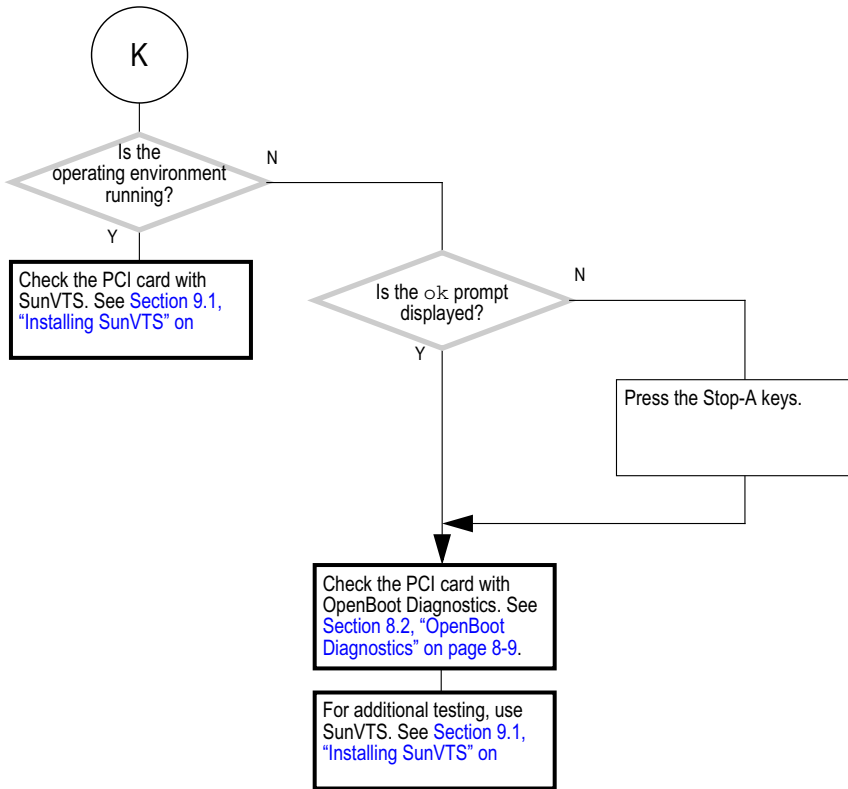 K
Is the
operating environment
running?
N
Y
Check the PCI card with
SunVTS. See Section 9.1,
“Installing SunVTS” on
Is the ok prompt
displayed?
N
Y
Press the Stop-A keys.
Check the PCI card with
OpenBoot Diagnostics. See
Section 8.2, “OpenBoot
Diagnostics” on page 8-9.
For additional testing, use
SunVTS. See Section 9.1,
“Installing SunVTS” on